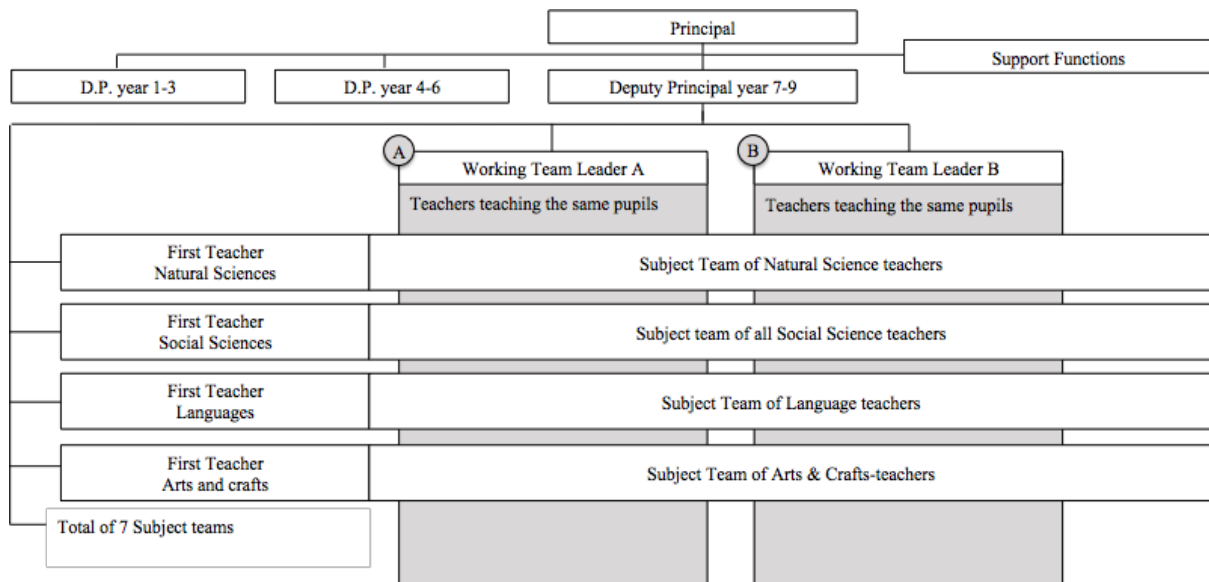 Principal
Support Functions
D.P. year 1-3
D.P. year 4-6
Deputy Principal year 7-9
A
Working Team Leader A
B
Working Team Leader B
Teachers teaching the same pupils
Teachers teaching the same pupils
First Teacher
Natural Sciences
Subject Team of Natural Science teachers
First Teacher
Social Sciences
Subject team of all Social Science teachers
First Teacher
Languages
Subject Team of Language teachers
First Teacher
Arts and crafts
Subject Team of Arts & Crafts-teachers
Total of 7 Subject teams